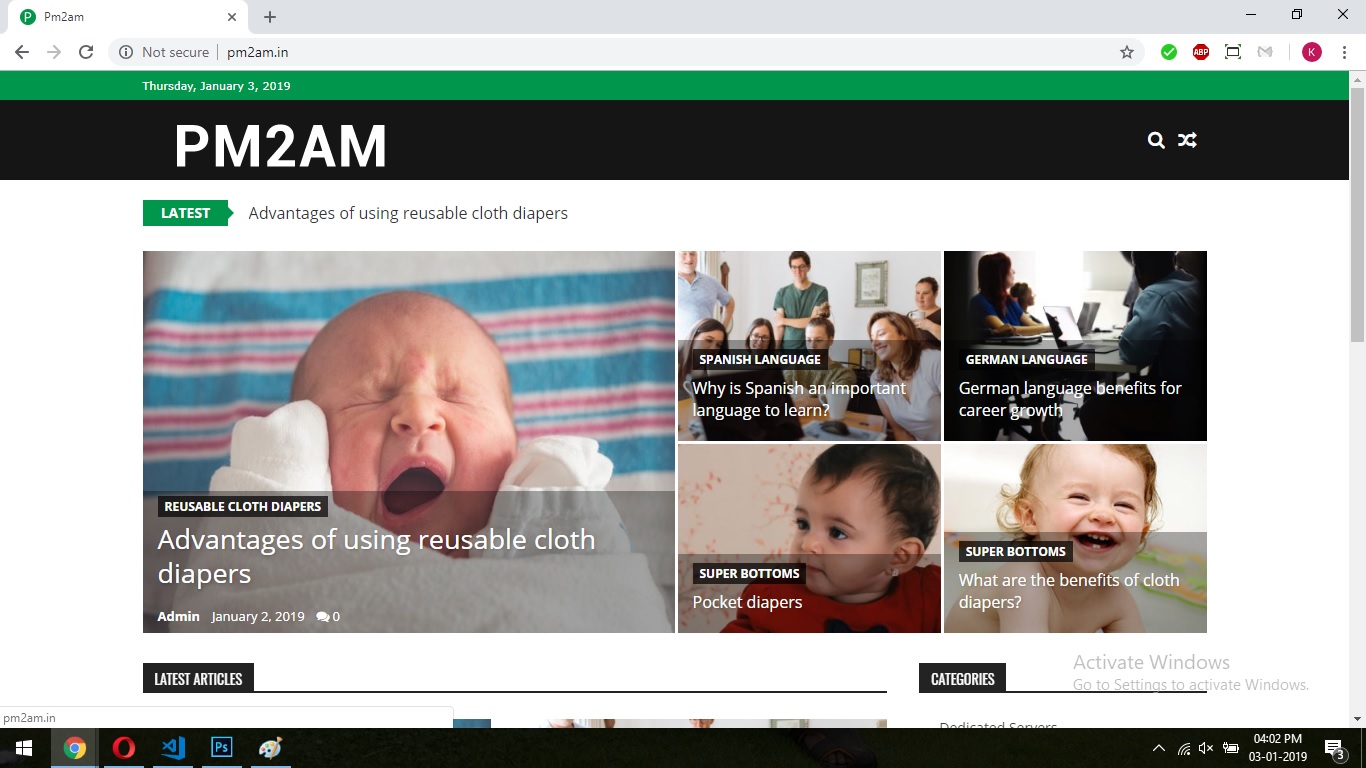 Pm2am
Not secure
pm2am.in
ABP
K
Thursday, January 3, 2019
PM2AM
LATEST
Advantages of using reusable cloth diapers
REUSABLE CLOTH DIAPERS
Advantages of using reusable cloth
diapers
Admin January 2, 2019 0
SPANISH LANGUAGE
Why is Spanish an important
language to learn?
GERMAN LANGUAGE
German language benefits for
career growth
SUPER BOTTOMS
Pocket diapers
SUPER BOTTOMS
What are the benefits of cloth
diapers?
LATEST ARTICLES
CATEGORIES
Dedicated Servers
Activate Windows
Go to Settings to activate Windows.
pm2am.in
Ps
04:02 PM
03-01-2019
3